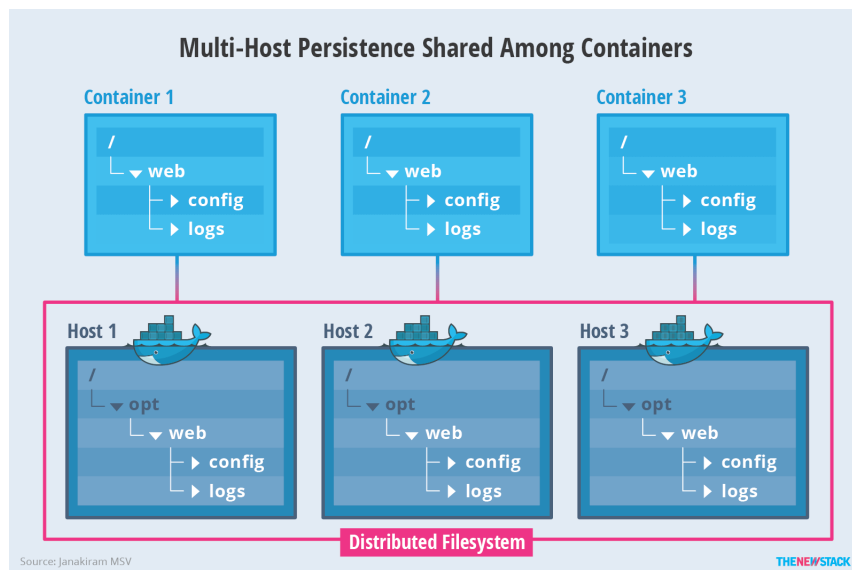 Multi-Host Persistence Shared Among Containers
Container 1
/
web
config
logs
Container 2
/
web
config
logs
Container 3
/
web
config
logs
Host 1
/
opt
web
config
logs
Host 2
/
opt
web
config
logs
Host 3
/
opt
web
config
logs
Distributed Filesystem
Source: Janakiram MSV
THENEWSTACK